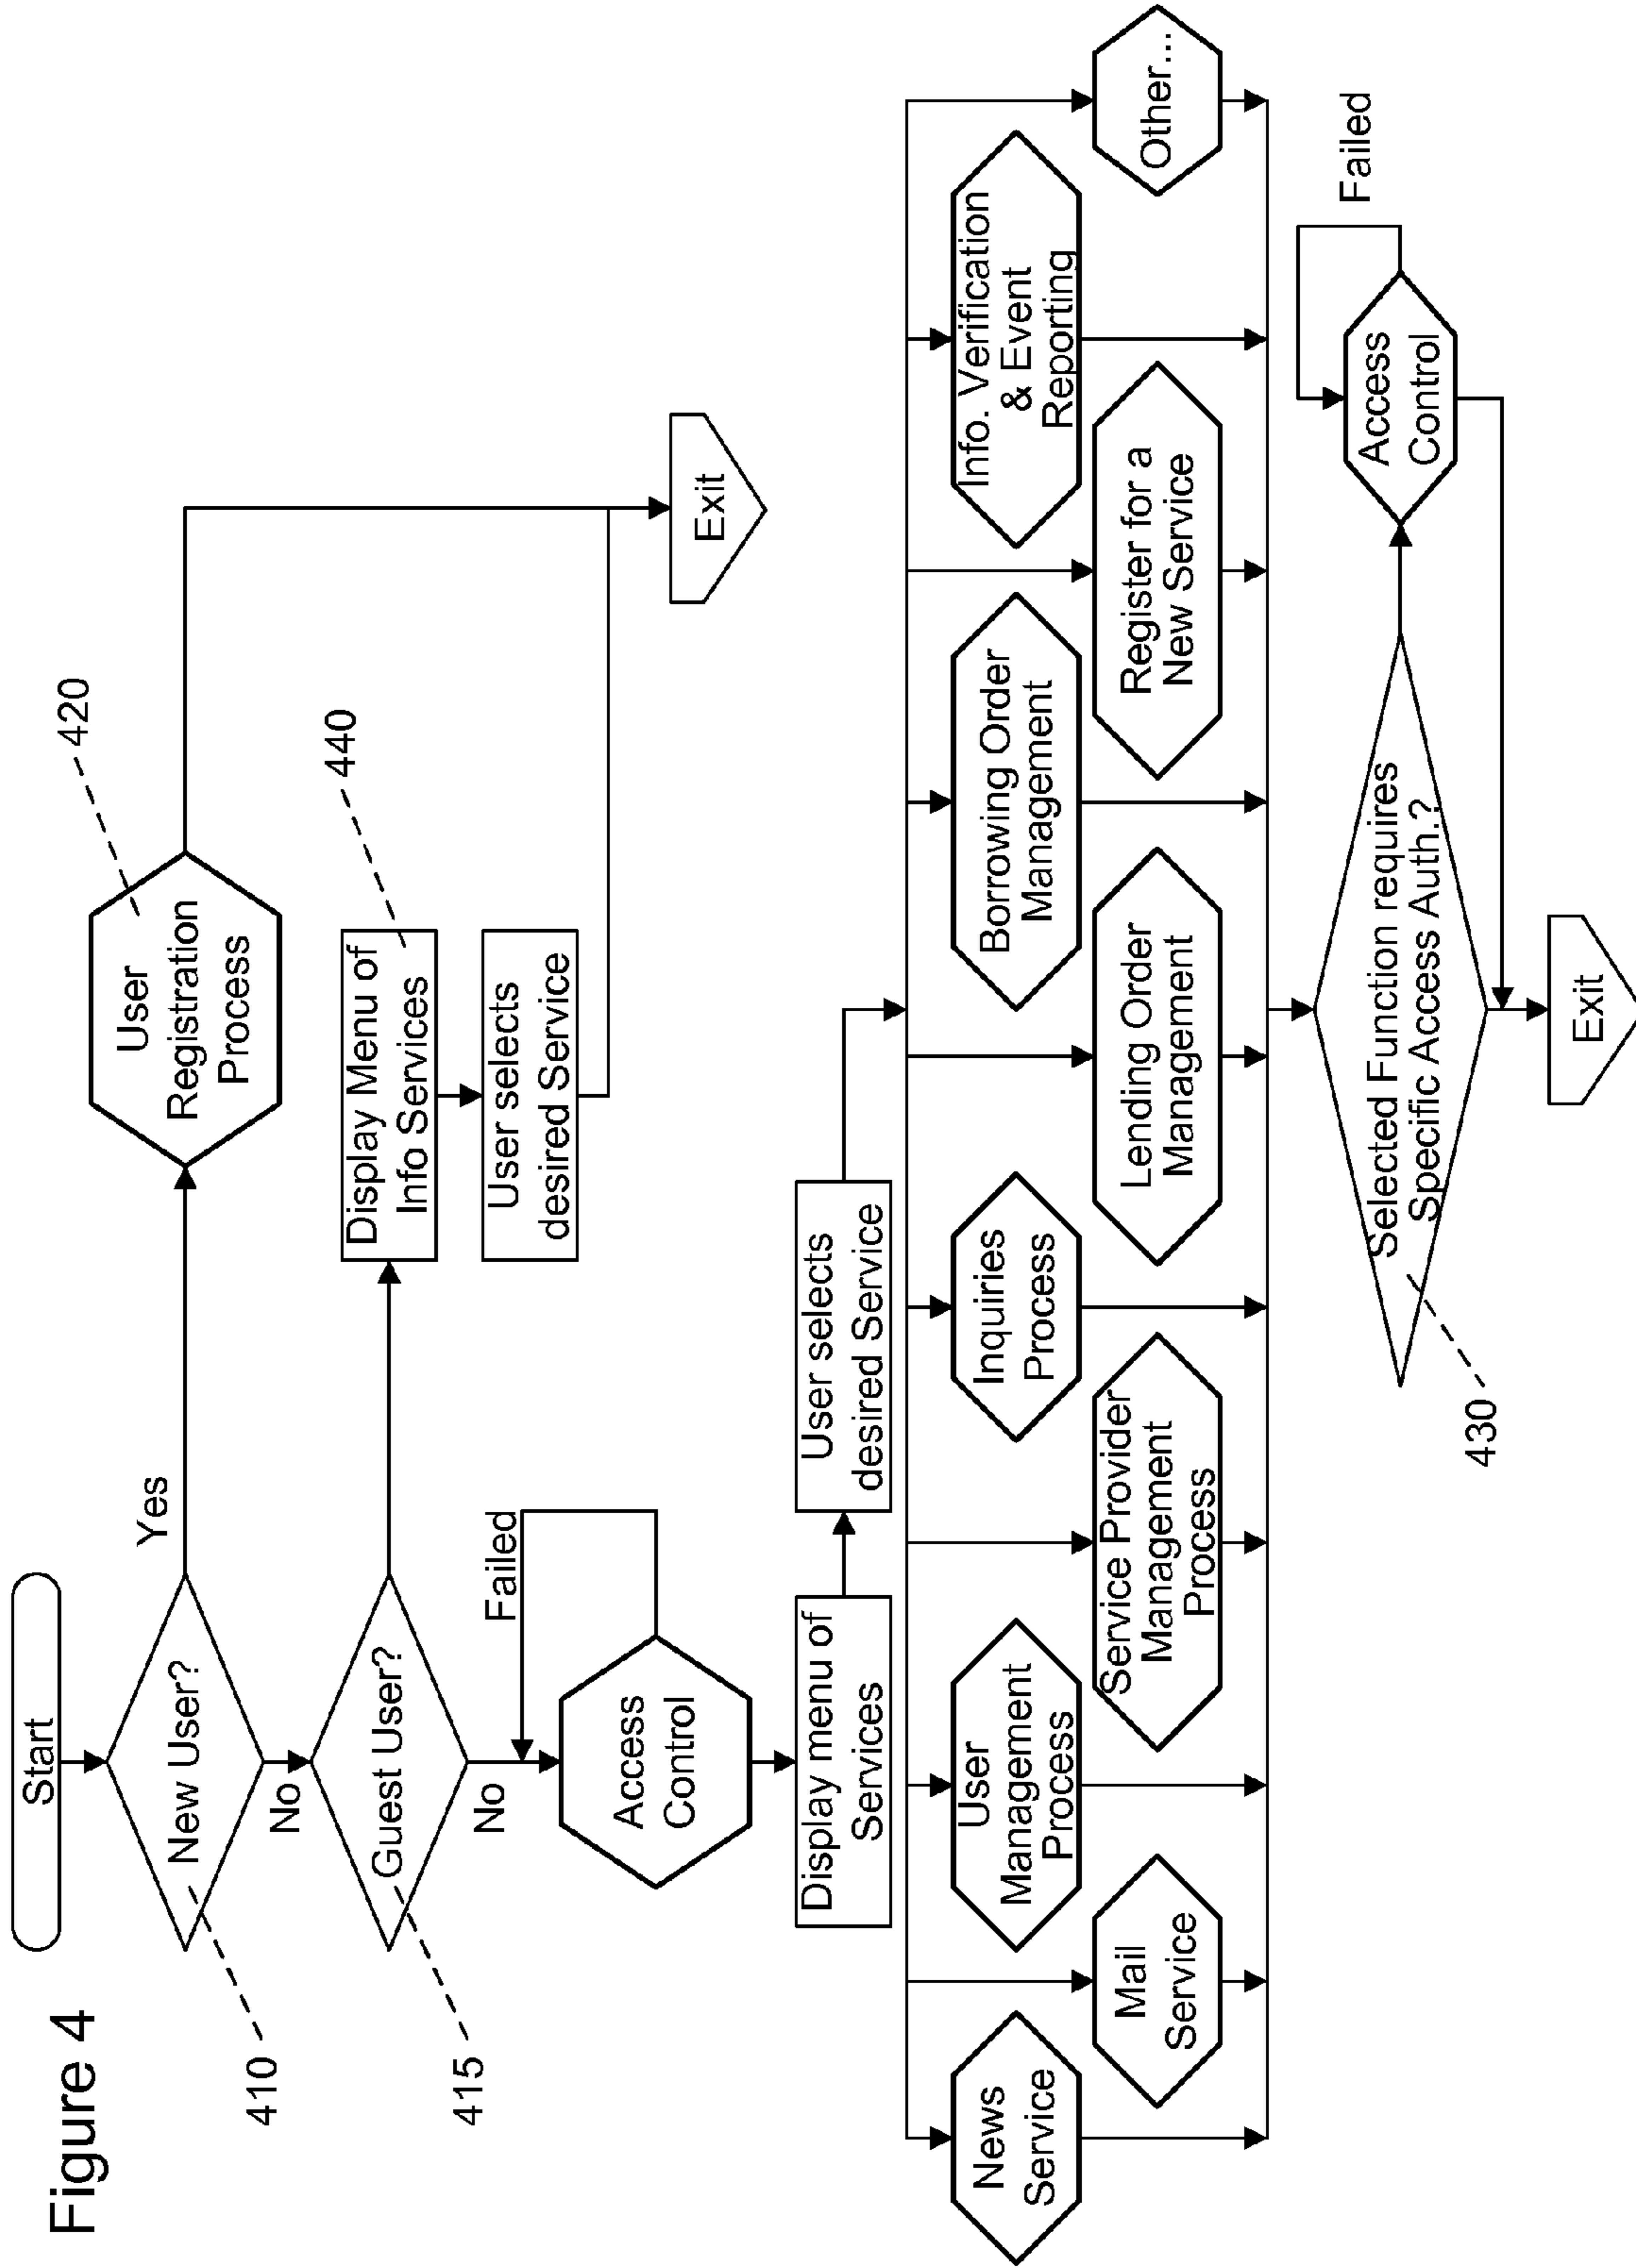 Figure 4
Start
New User?
Yes
No
410
User
Registration
Process
420
Guest User?
No
415
Display Menu of
Info Services
440
User selects
desired Service
Exit
Failed
Access
Control
Display menu of
Services
User selects
desired Service
News
Service
Mail
Service
User
Management
Process
Service Provider
Management
Process
Inquiries
Process
Lending Order
Management
Borrowing Order
Management
Register for a
New Service
Info. Verification
& Event
Reporting
Other...
Selected Function requires
Specific Access Auth.?
430
Access
Control
Failed
Exit